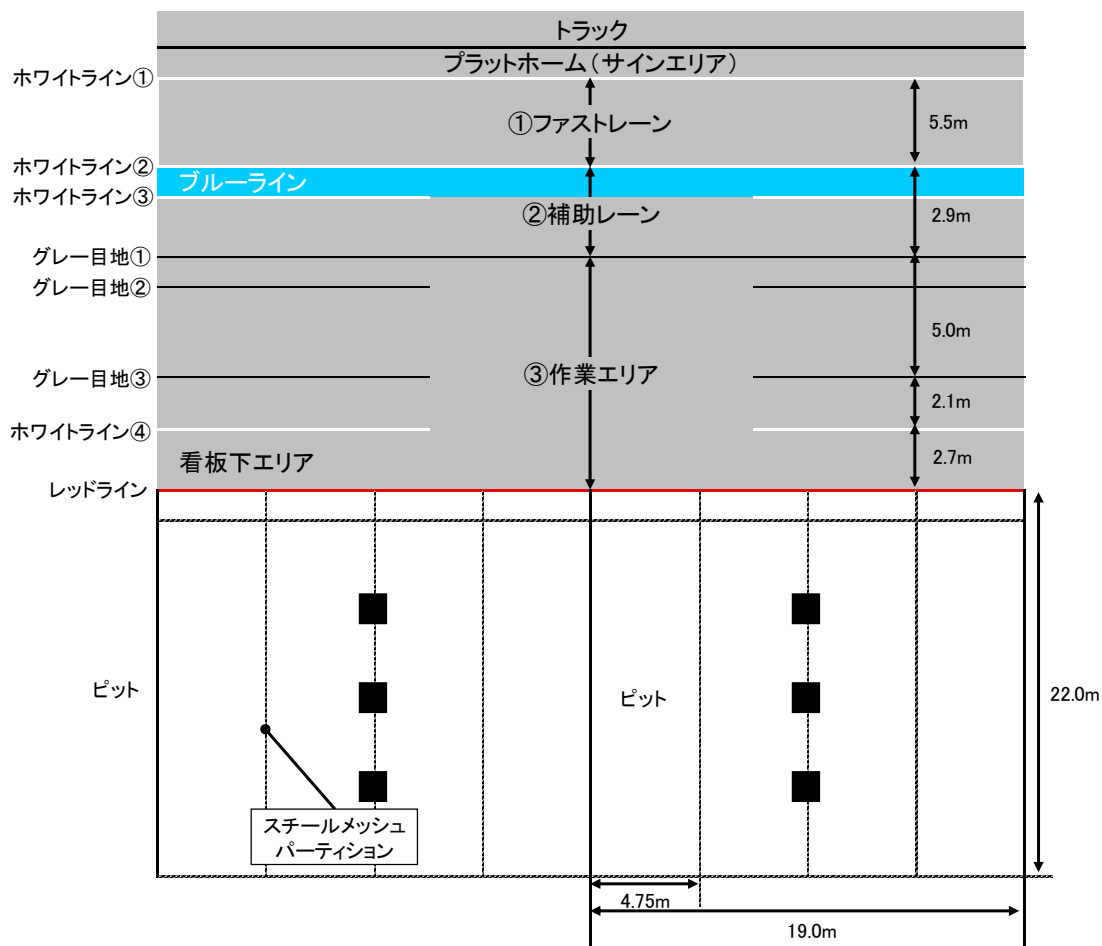 トラック
プラットホーム(サインエリア)
ホワイトライン①
①ファストレーン
5.5m
ホワイトライン②
ブルーライン
ホワイトライン③
②補助レーン
2.9m
グレー目地①
グレー目地②
5.0m
グレー目地③
③作業エリア
2.1m
ホワイトライン④
看板下エリア
2.7m
レッドライン
ピット
ピット
22.0m
スチールメッシュ
パーティション
4.75m
19.0m